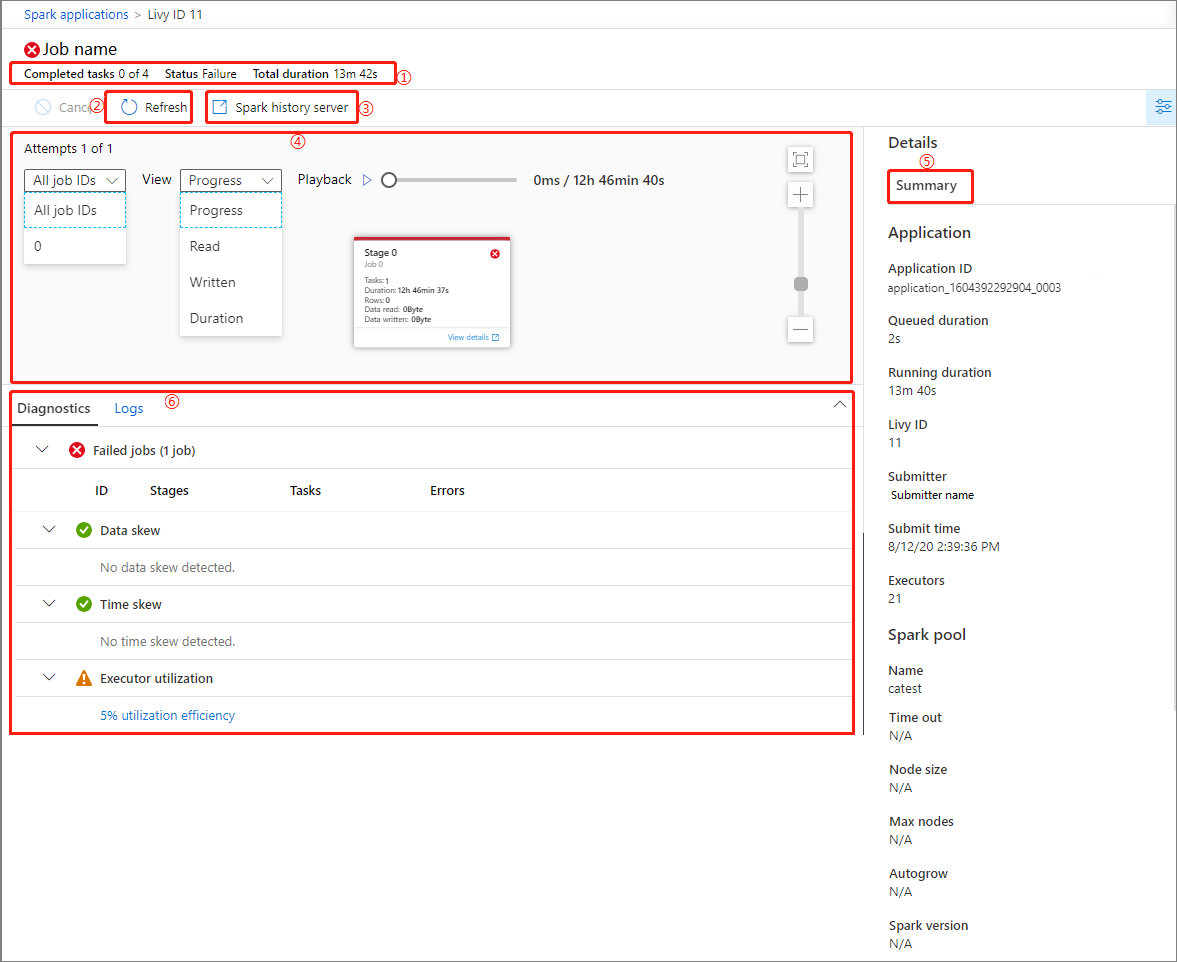 Spark applications > Livy ID 11
Job name
Completed tasks 0 of 4 Status Failure Total duration 13m 42s ①
Canc ② Refresh Spark history server ③
④
Attempts 1 of 1
All job IDs View Progress Playback 0ms / 12h 46min 40s
All job IDs
0
Progress
Read
Written
Duration
Stage 0
Job 0
Tasks: 1
Duration: 12h 46min 37s
Rows: 0
Data read: 0Byte
Data written: 0Byte
View details
Diagnostics Logs ⑥
Failed jobs (1 job)
ID Stages Tasks Errors
Data skew
No data skew detected.
Time skew
No time skew detected.
Executor utilization
5% utilization efficiency
Details
⑤
Summary
Application
Application ID
application_1604392292904_0003
Queued duration
2s
Running duration
13m 40s
Livy ID
11
Submitter
Submitter name
Submit time
8/12/20 2:39:36 PM
Executors
21
Spark pool
Name
catest
Time out
N/A
Node size
N/A
Max nodes
N/A
Autogrow
N/A
Spark version
N/A